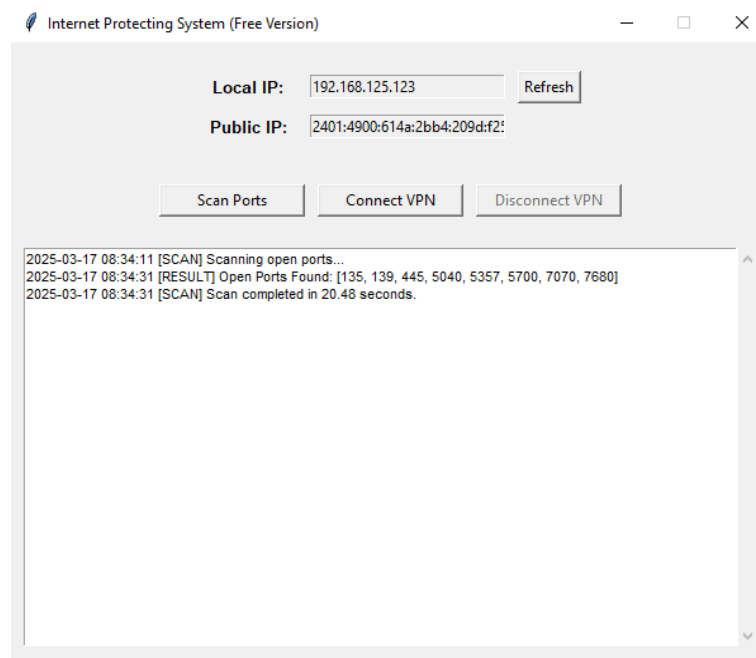 Internet Protecting System (Free Version)
Local IP: 192.168.125.123 Refresh
Public IP: 2401:4900:614a:2bb4:209d:f25
Scan Ports Connect VPN Disconnect VPN
2025-03-17 08:34:11 [SCAN] Scanning open ports...
2025-03-17 08:34:31 [RESULT] Open Ports Found: [135, 139, 445, 5040, 5357, 5700, 7070, 7680]
2025-03-17 08:34:31 [SCAN] Scan completed in 20.48 seconds.